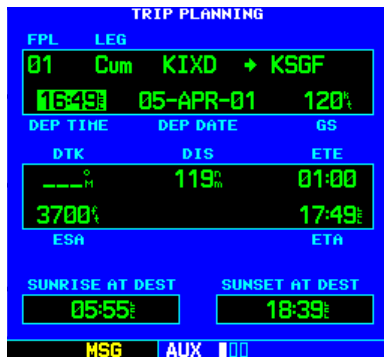 TRIP PLANNING
FPL LEG
01 Cum KIXD → KSGF
16:49 05-APR-01 120kt
DEP TIME DEP DATE GS
DTK DIS ETE
___°M 119nm 01:00
3700ft 17:49
ESA ETA
SUNRISE AT DEST SUNSET AT DEST
05:55 18:39
MSG AUX